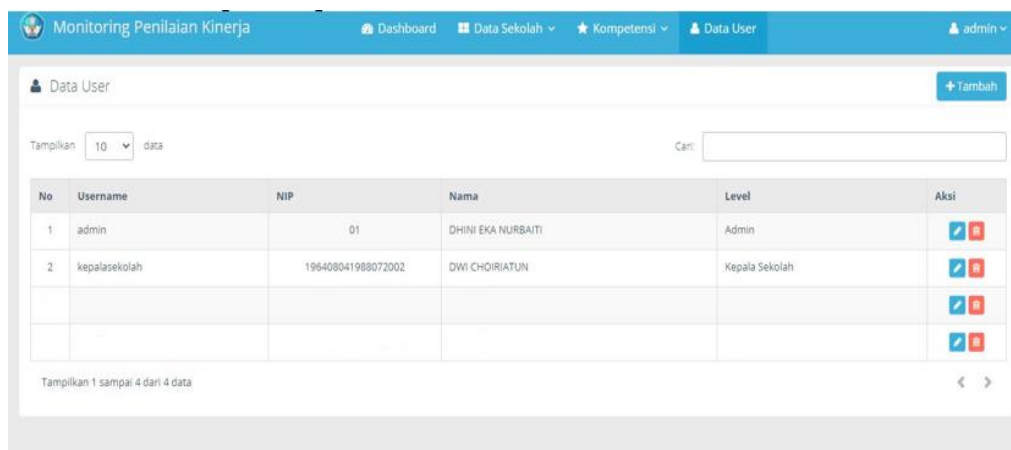 Monitoring Penilaian Kinerja Dashboard Data Sekolah Kompetensi Data User admin
Data User +Tambah
Tampilkan 10 data Cari:
No Username NIP Nama Level Aksi
1 admin 01 DHINI EKA NURBAITI Admin
2 kepalasekolah 196408041988072002 DWI CHOIRIATUN Kepala Sekolah
Tampilkan 1 sampai 4 dari 4 data